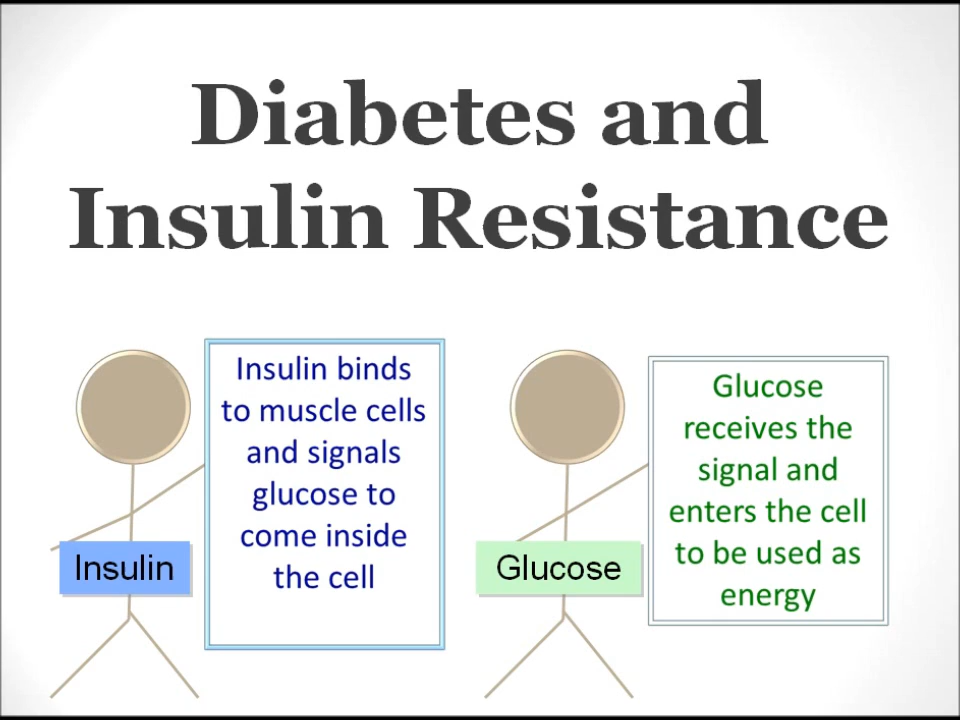 Diabetes and
Insulin Resistance
Insulin binds
to muscle cells
and signals
glucose to
come inside
the cell
Insulin
Glucose
receives the
signal and
enters the cell
to be used as
energy
Glucose